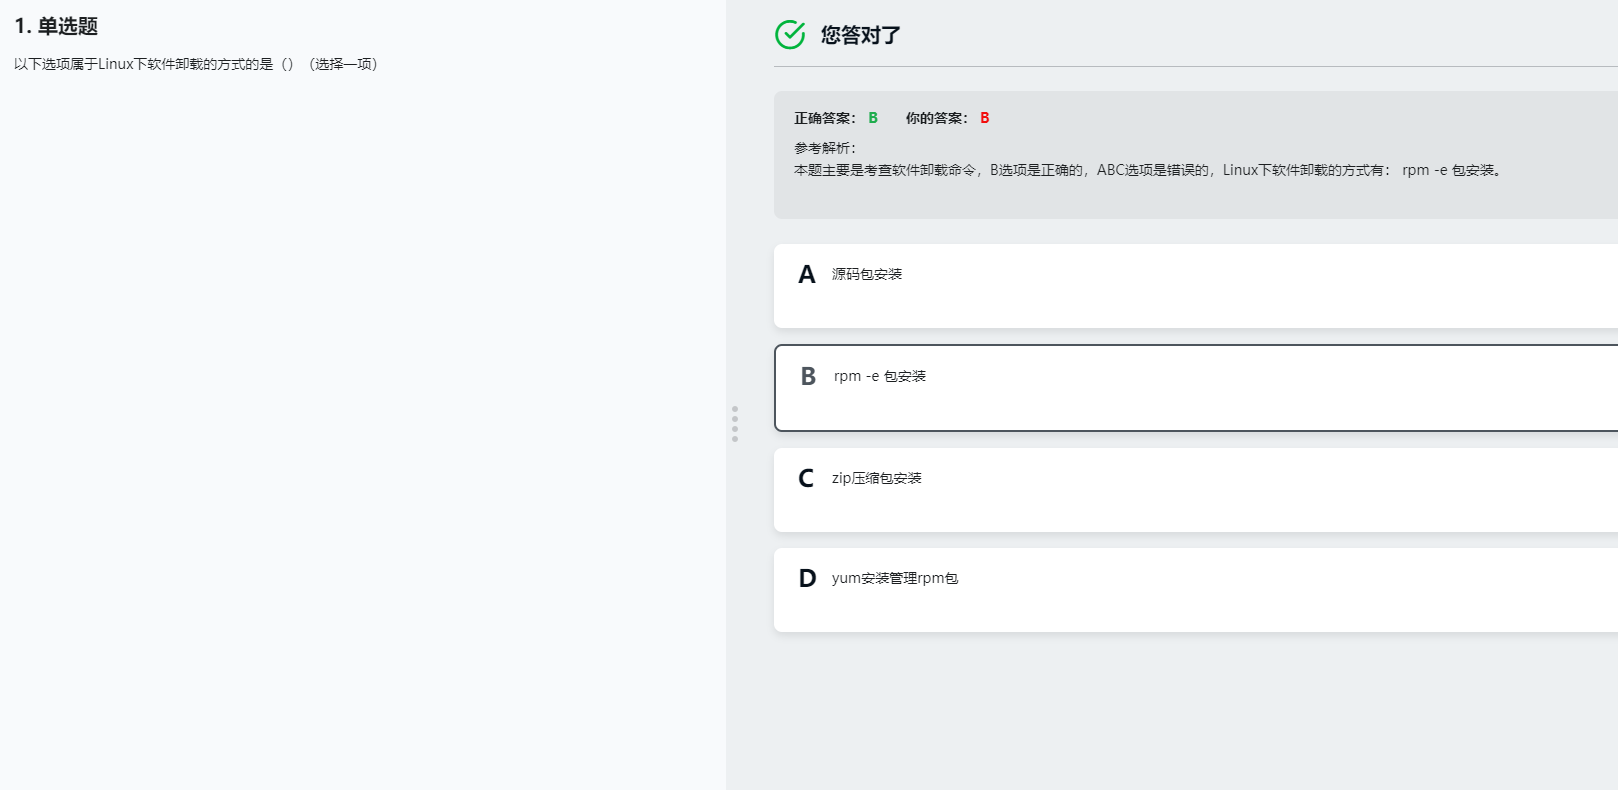 1. 单选题
以下选项属于Linux下软件卸载的方式的是（）（选择一项）
您答对了
正确答案： B 你的答案： B
参考解析：
本题主要是考查软件卸载命令，B选项是正确的，ABC选项是错误的，Linux下软件卸载的方式有： rpm -e 包安装。
A 源码包安装
B rpm -e 包安装
C zip压缩包安装
D yum安装管理rpm包